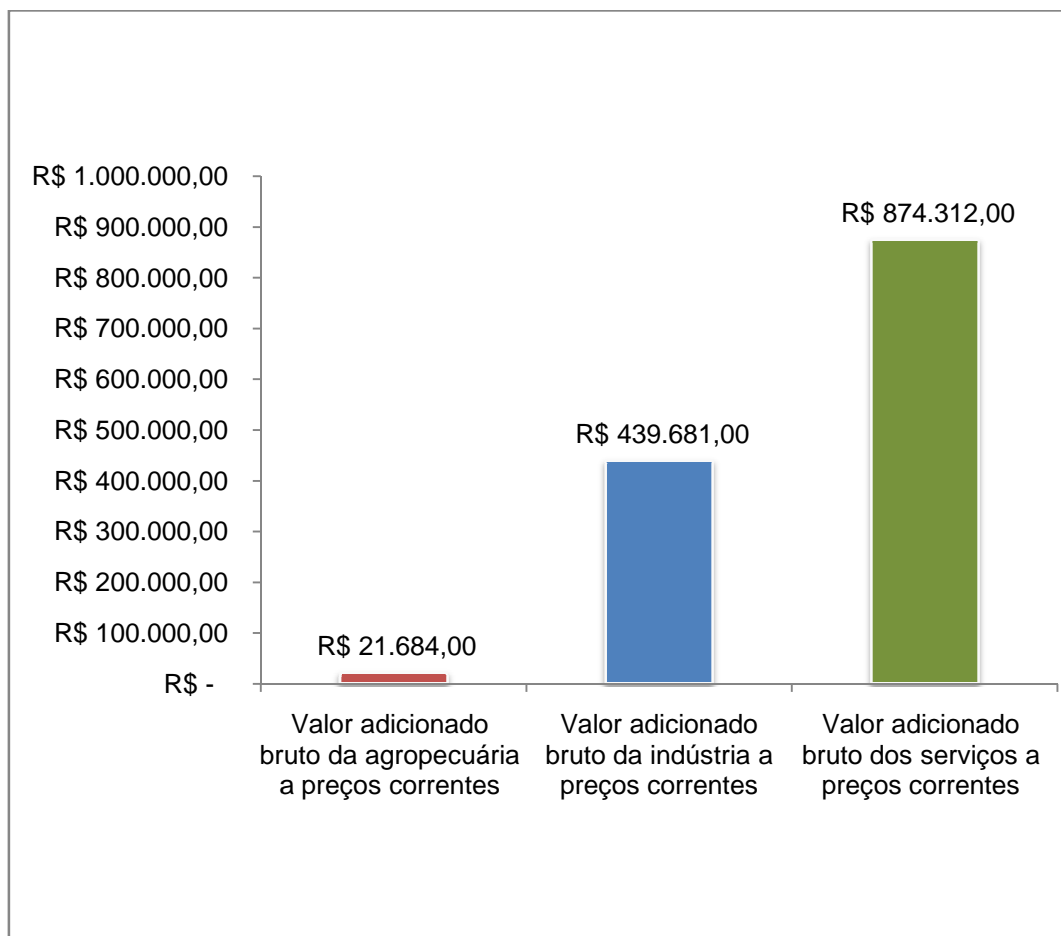 R$ 1.000.000,00
R$ 900.000,00
R$ 800.000,00
R$ 700.000,00
R$ 600.000,00
R$ 500.000,00
R$ 400.000,00
R$ 300.000,00
R$ 200.000,00
R$ 100.000,00
R$ -
R$ 21.684,00
R$ 439.681,00
R$ 874.312,00
Valor adicionado
bruto da agropecuária
a preços correntes
Valor adicionado
bruto da indústria a
preços correntes
Valor adicionado
bruto dos serviços a
preços correntes